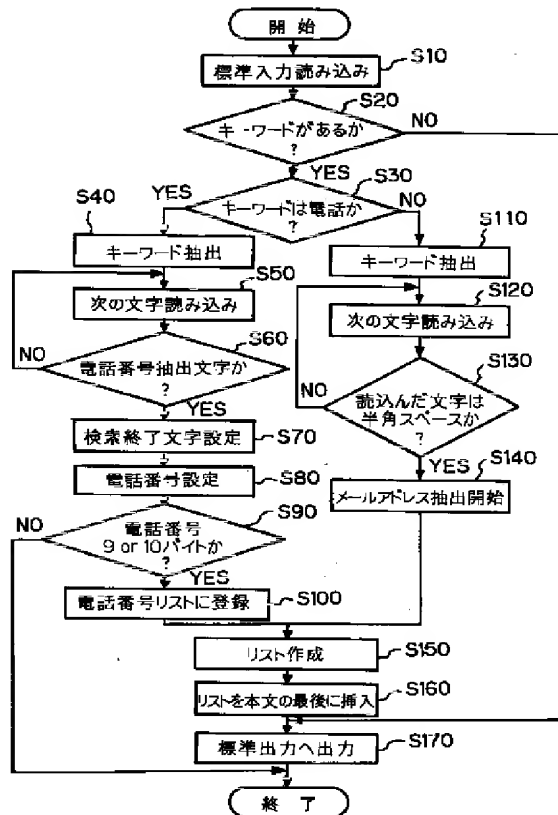 開始
標準入力読み込み
S10
S20
キーワードがあるか
?
NO
YES
S30
キーワードは電話か
?
YES
NO
S40
キーワード抽出
S50
次の文字読み込み
S60
電話番号抽出文字か
?
NO
YES
検索終了文字設定
S70
電話番号設定
S80
S90
電話番号
9 or 10バイトか
?
NO
YES
電話番号リストに登録
S100
S110
キーワード抽出
S120
次の文字読み込み
S130
読込んだ文字は
半角スペースか
?
NO
YES
S140
メールアドレス抽出開始
リスト作成
S150
リストを本文の最後に挿入
S160
標準出力へ出力
S170
終了